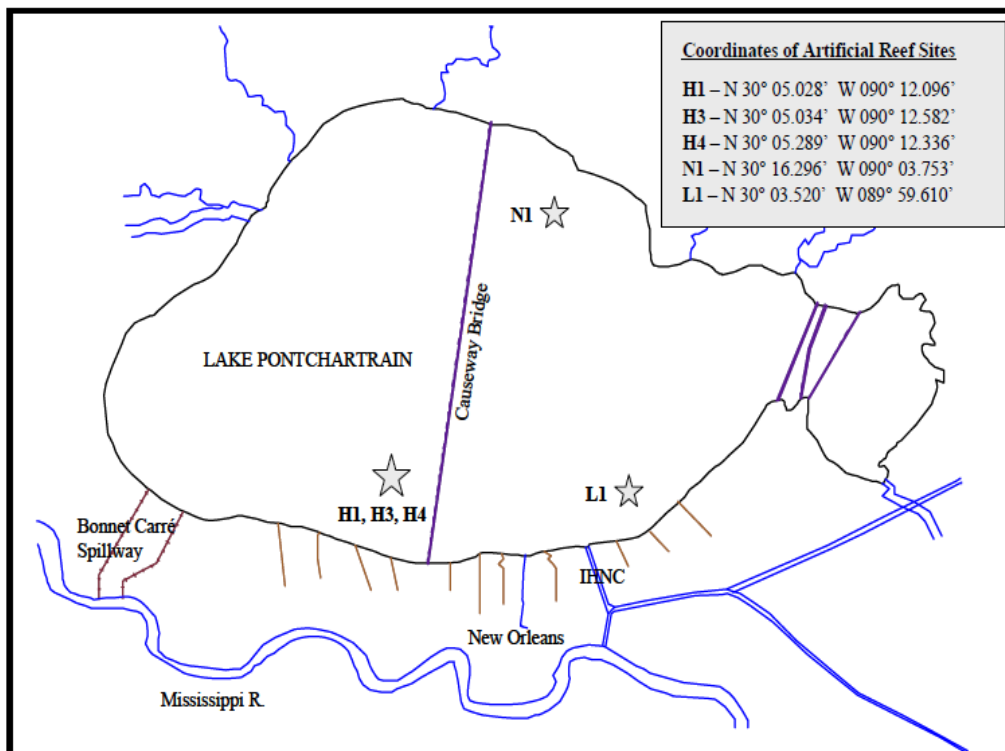 Coordinates of Artificial Reef Sites
H1 – N 30° 05.028’ W 090° 12.096’
H3 – N 30° 05.034’ W 090° 12.582’
H4 – N 30° 05.289’ W 090° 12.336’
N1 – N 30° 16.296’ W 090° 03.753’
L1 – N 30° 03.520’ W 089° 59.610’
N1
Causeway Bridge
LAKE PONTCHARTRAIN
L1
H1, H3, H4
Bonnet Carré
Spillway
IHNC
New Orleans
Mississippi R.